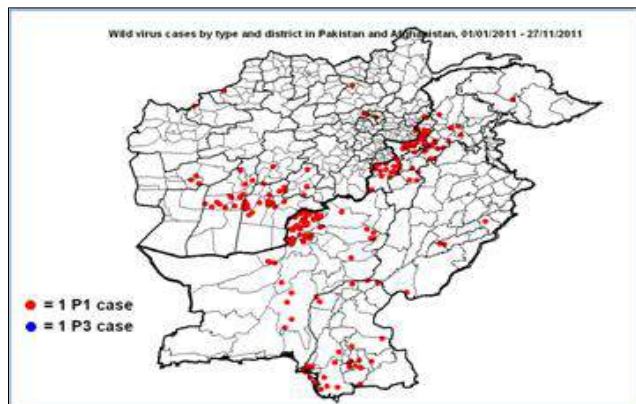 Wild virus cases by type and district in Pakistan and Afghanistan, 01/01/2011 - 27/11/2011
= 1 P1 case
= 1 P3 case